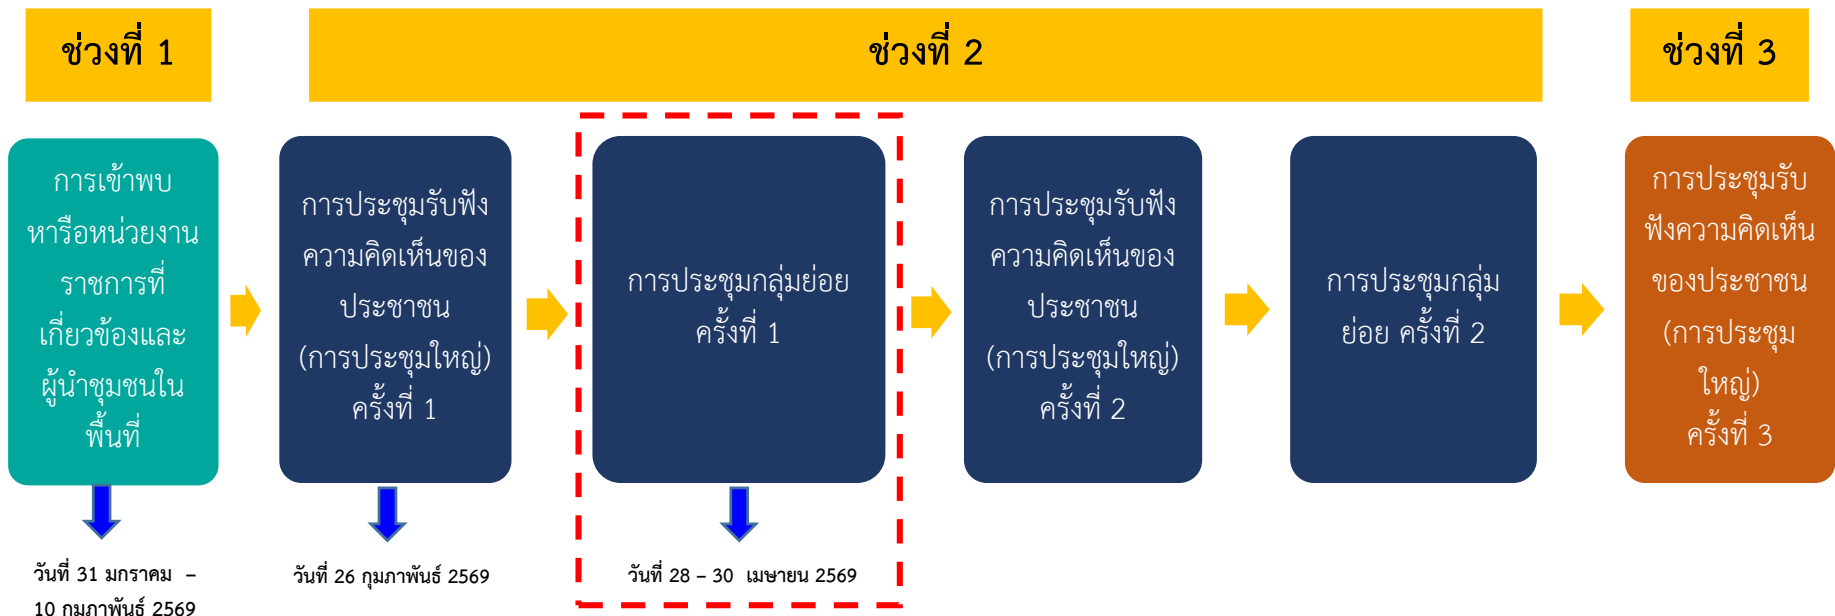 ช่วงที่ 1
ช่วงที่ 2
ช่วงที่ 3
การเข้าพบ
หารือหน่วยงาน
ราชการที่
เกี่ยวข้องและ
ผู้นำชุมชนใน
พื้นที่
การประชุมรับฟัง
ความคิดเห็นของ
ประชาชน
(การประชุมใหญ่)
ครั้งที่ 1
การประชุมกลุ่มย่อย
ครั้งที่ 1
การประชุมรับฟัง
ความคิดเห็นของ
ประชาชน
(การประชุมใหญ่)
ครั้งที่ 2
การประชุมกลุ่ม
ย่อย ครั้งที่ 2
การประชุมรับ
ฟังความคิดเห็น
ของประชาชน
(การประชุม
ใหญ่)
ครั้งที่ 3
วันที่ 31 มกราคม –
10 กุมภาพันธ์ 2569
วันที่ 26 กุมภาพันธ์ 2569
วันที่ 28 – 30 เมษายน 2569